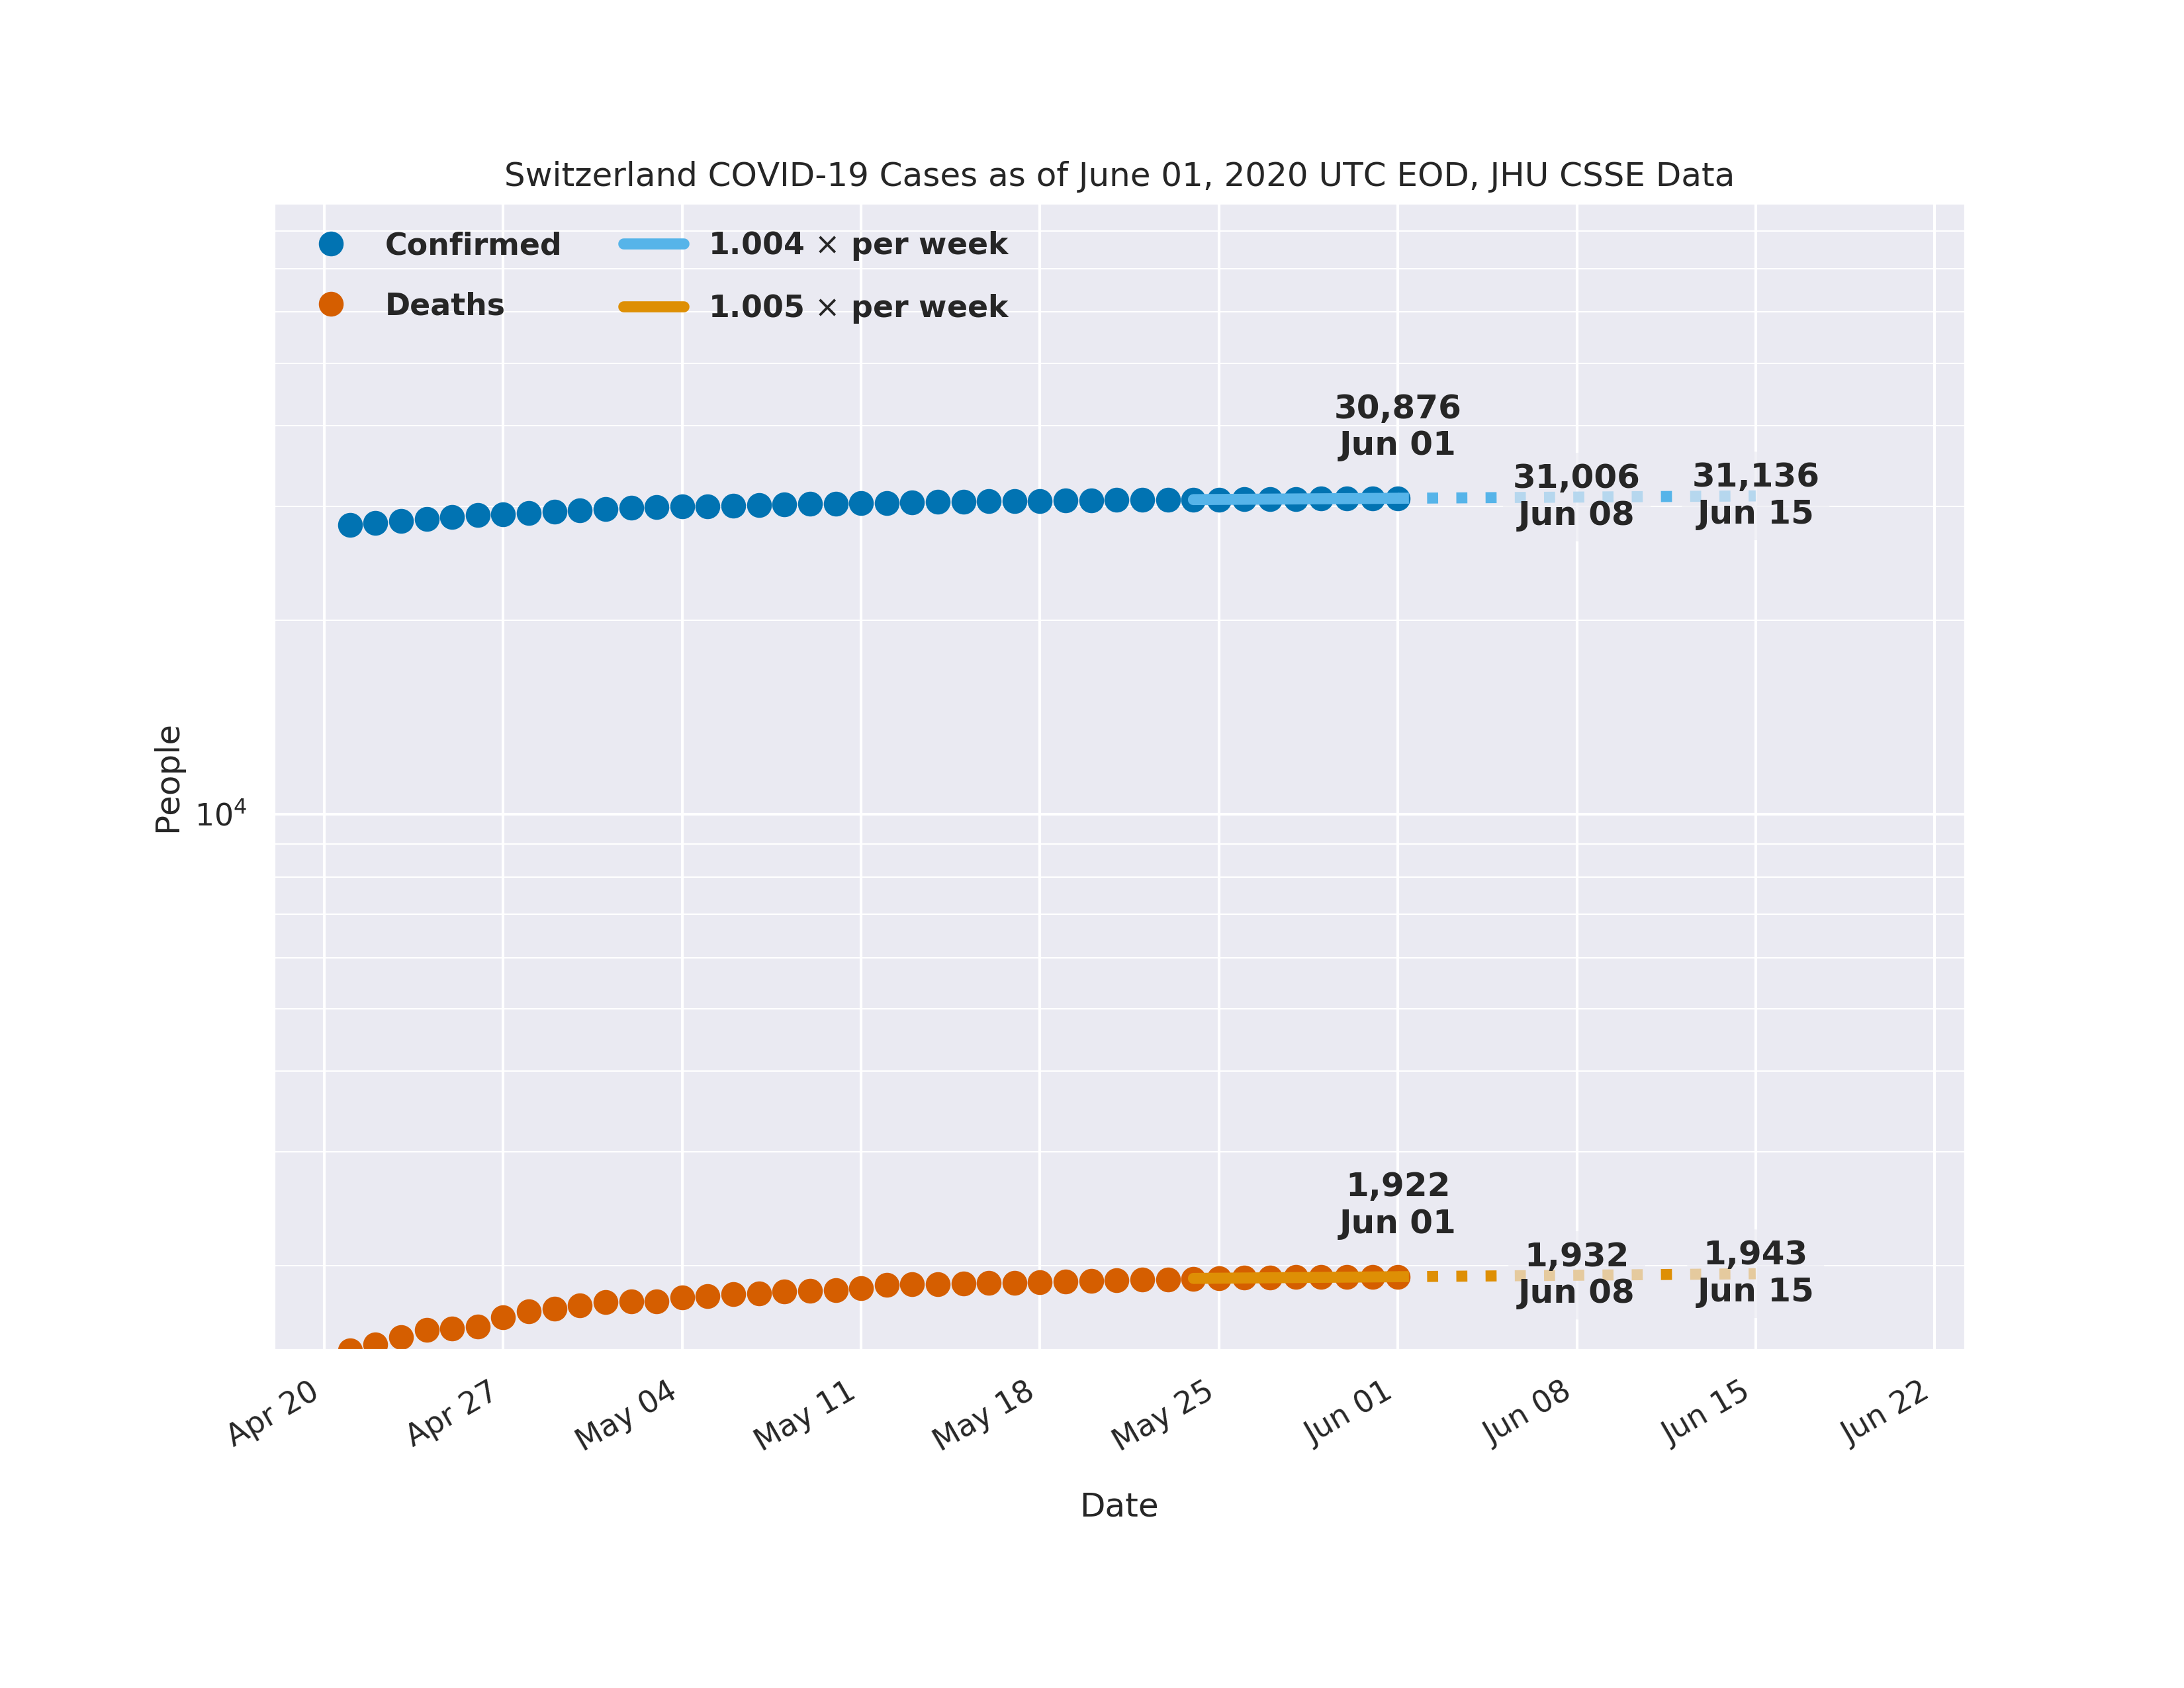 Switzerland COVID-19 Cases as of June 01, 2020 UTC EOD, JHU CSSE Data
Confirmed
Deaths
1.004 × per week
1.005 × per week
30,876
Jun 01
31,006
Jun 08
31,136
Jun 15
People
10⁴
1,922
Jun 01
1,932
Jun 08
1,943
Jun 15
Apr 20
Apr 27
May 04
May 11
May 18
May 25
Jun 01
Jun 08
Jun 15
Jun 22
Date